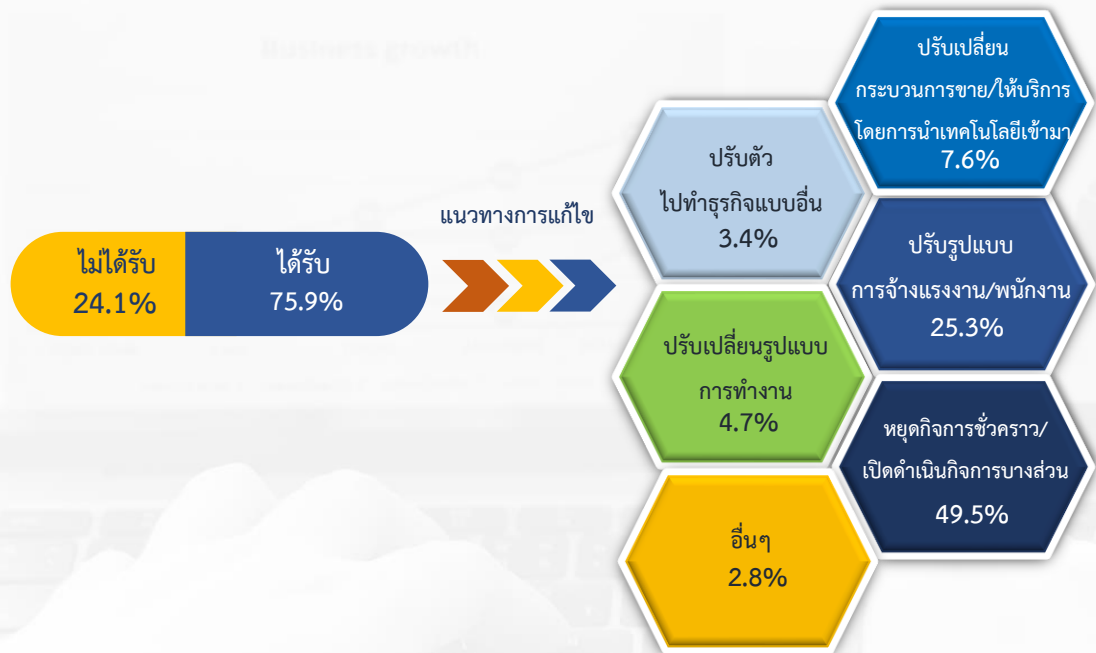 Business growth
ไม่ได้รับ
24.1%
ได้รับ
75.9%
แนวทางการแก้ไข
ปรับเปลี่ยน
กระบวนการขาย/ให้บริการ
โดยการนำเทคโนโลยีเข้ามา
7.6%
ปรับตัว
ไปทำธุรกิจแบบอื่น
3.4%
ปรับรูปแบบ
การจ้างแรงงาน/พนักงาน
25.3%
ปรับเปลี่ยนรูปแบบ
การทำงาน
4.7%
หยุดกิจการชั่วคราว/
เปิดดำเนินกิจการบางส่วน
49.5%
อื่นๆ
2.8%